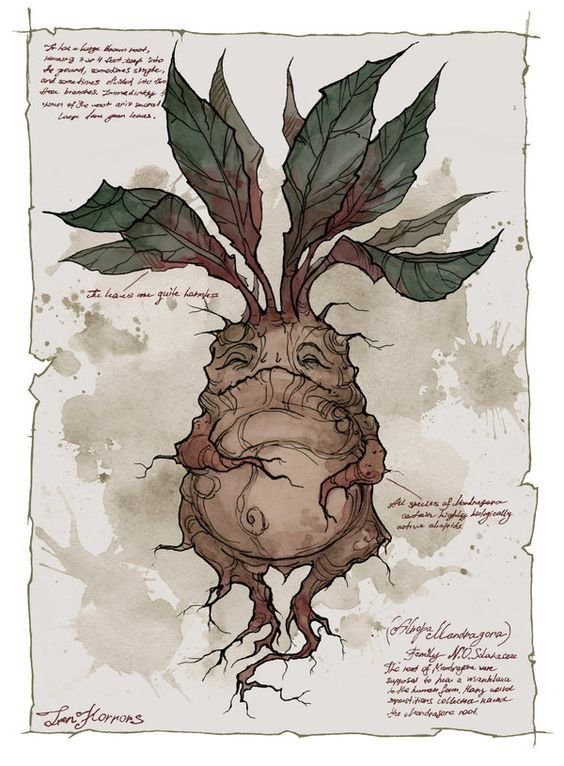 It has a large brown root,
running 3 or 4 feet deep into
the ground, sometimes simple,
and sometimes divided into two
three branches. Immediately
of the root arise several
Large dark green leaves.
The leaves are quite harmless
All species of Mandragora
contain highly biologically
active alkaloids.
(Atropa Mandragora)
Family N.O. Solanaceae
The root of Mandragora were
supposed to bear a resemblance
to the human form. Many weird
superstitions collected round
the Mandragora root.
Iren Horrors